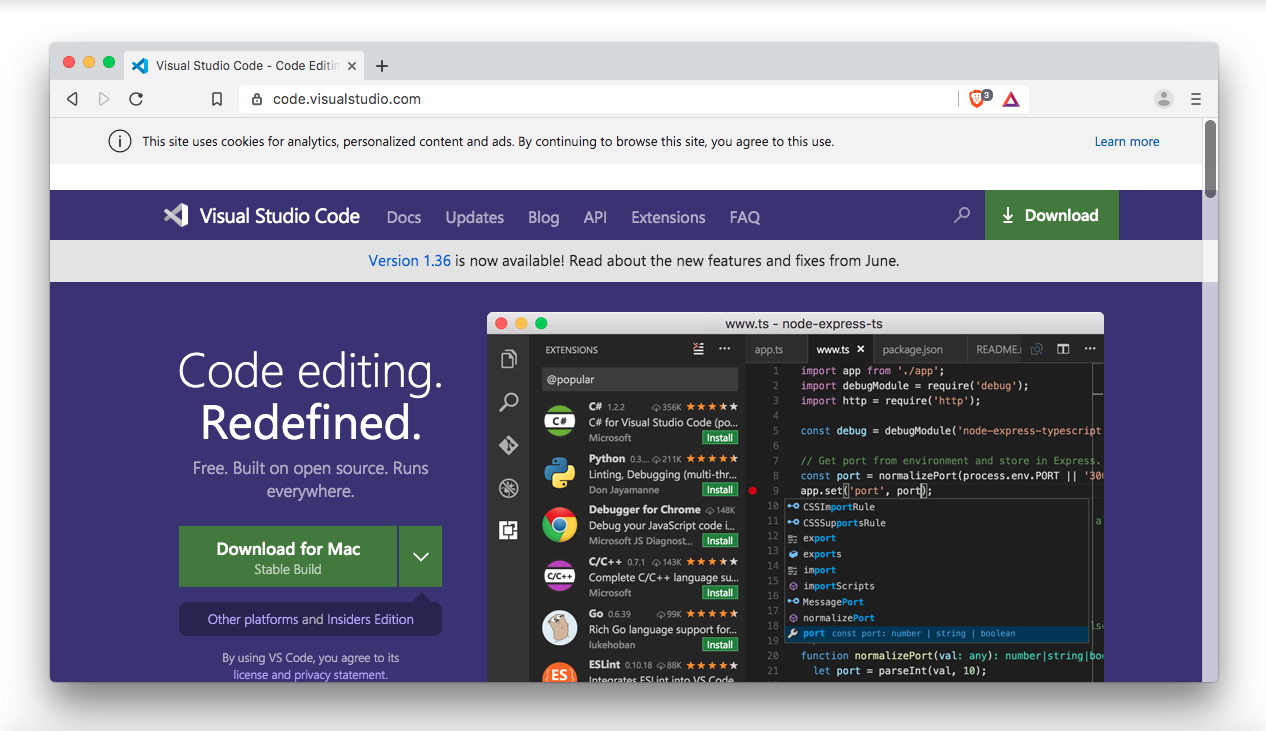 Visual Studio Code - Code Editin
code.visualstudio.com
3
This site uses cookies for analytics, personalized content and ads. By continuing to browse this site, you agree to this use.
Learn more
Visual Studio Code
Docs
Updates
Blog
API
Extensions
FAQ
Download
Version 1.36 is now available! Read about the new features and fixes from June.
Code editing.
Redefined.
Free. Built on open source. Runs
everywhere.
Download for Mac
Stable Build
Other platforms and Insiders Edition
By using VS Code, you agree to its
license and privacy statement.
www.ts - node-express-ts
EXTENSIONS
@popular
C# 1.2.2 356K
C# for Visual Studio Code (po...
Microsoft
Install
C#
Python 0.3.... 211K
Linting, Debugging (multi-thr...
Don Jayamanne
Install
Debugger for Chrome 148K
Debug your JavaScript code i...
Microsoft JS Diagnost...
Install
C/C++ 0.7.1 143K
Complete C/C++ language su...
Microsoft
Install
C/C++
Go 0.6.39 99K
Rich Go language support for...
lukehoban
Install
ESLint 0.10.18 88K
Integrates ESLint into VS Code.
ES
app.ts
www.ts
package.json
README.
1 import app from './app';
2 import debugModule = require('debug');
3 import http = require('http');
4
5 const debug = debugModule('node-express-typescript
6
7 // Get port from environment and store in Express.
8 const port = normalizePort(process.env.PORT || '300
9 app.set('port', port);
10
11
12
13
14
15
16
17
18
19
CSSImportRule
CSSSupportsRule
export
exports
import
importScripts
MessagePort
normalizePort
port const port: number | string | boolean
20 function normalizePort(val: any): number|string|boo
21 let port = parseInt(val, 10);